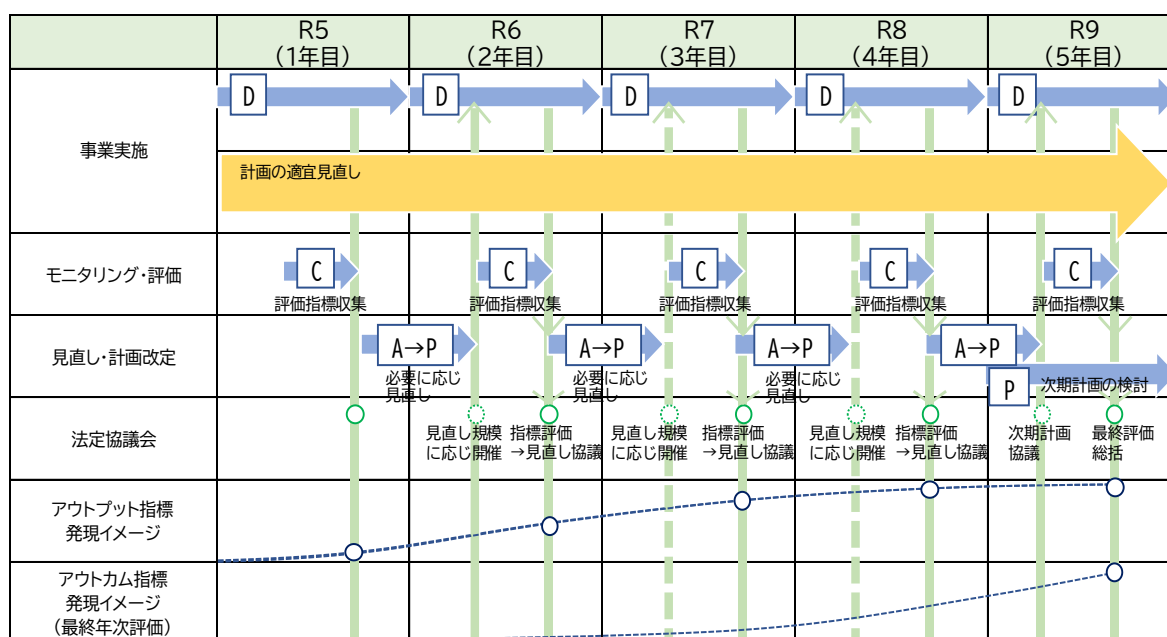 R5
(1年目)
R6
(2年目)
R7
(3年目)
R8
(4年目)
R9
(5年目)
事業実施
D
D
D
D
D
計画の適宜見直し
モニタリング・評価
C
C
C
C
C
評価指標収集
評価指標収集
評価指標収集
評価指標収集
評価指標収集
見直し・計画改定
A→P
A→P
A→P
A→P
必要に応じ
見直し
必要に応じ
見直し
必要に応じ
見直し
P
次期計画の検討
法定協議会
見直し規模
に応じ開催
指標評価
→見直し協議
見直し規模
に応じ開催
指標評価
→見直し協議
見直し規模
に応じ開催
指標評価
→見直し協議
次期計画
協議
最終評価
総括
アウトプット指標
発現イメージ
アウトカム指標
発現イメージ
(最終年次評価)